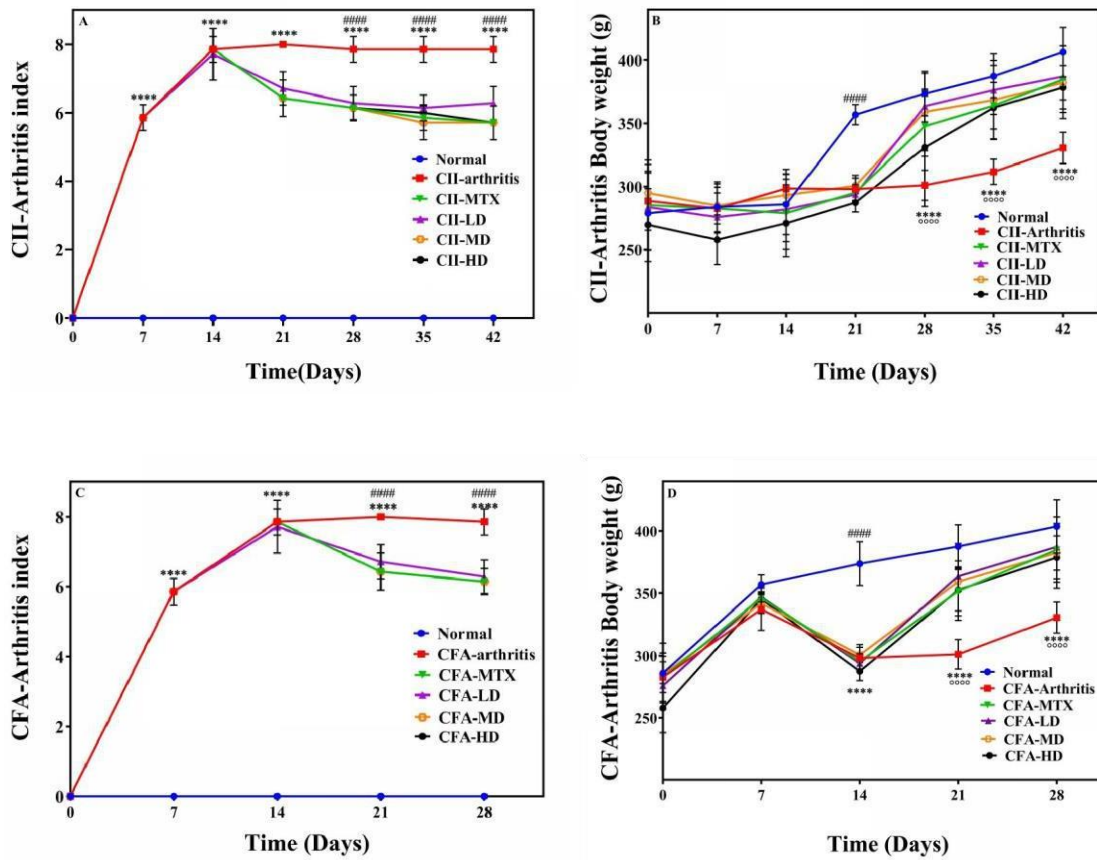 A
CII-Arthritis index
8
6
4
2
0
****
****
****
####
****
####
****
####
****
Normal
CII-arthritis
CII-MTX
CII-LD
CII-MD
CII-HD
0 7 14 21 28 35 42
Time(Days)
B
CII-Arthritis Body weight (g)
400
350
300
250
####
****
°°°°
****
°°°°
****
°°°°
Normal
CII-Arthritis
CII-MTX
CII-LD
CII-MD
CII-HD
0 7 14 21 28 35 42
Time (Days)
C
CFA-Arthritis index
8
6
4
2
0
****
****
####
****
####
****
Normal
CFA-arthritis
CFA-MTX
CFA-LD
CFA-MD
CFA-HD
0 7 14 21 28
Time (Days)
D
CFA-Arthritis Body weight (g)
400
350
300
250
####
****
****
°°°°
****
°°°°
Normal
CFA-Arthritis
CFA-MTX
CFA-LD
CFA-MD
CFA-HD
0 7 14 21 28
Time (Days)